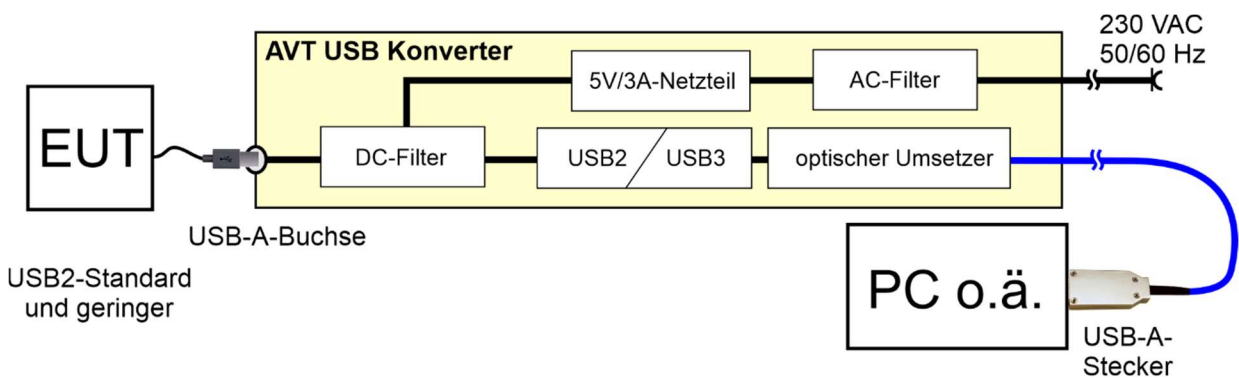 AVT USB Konverter
230 VAC
50/60 Hz
5V/3A-Netzteil
AC-Filter
EUT
DC-Filter
USB2/USB3
optischer Umsetzer
USB-A-Buchse
USB2-Standard
und geringer
PC o.ä.
USB-A-
Stecker